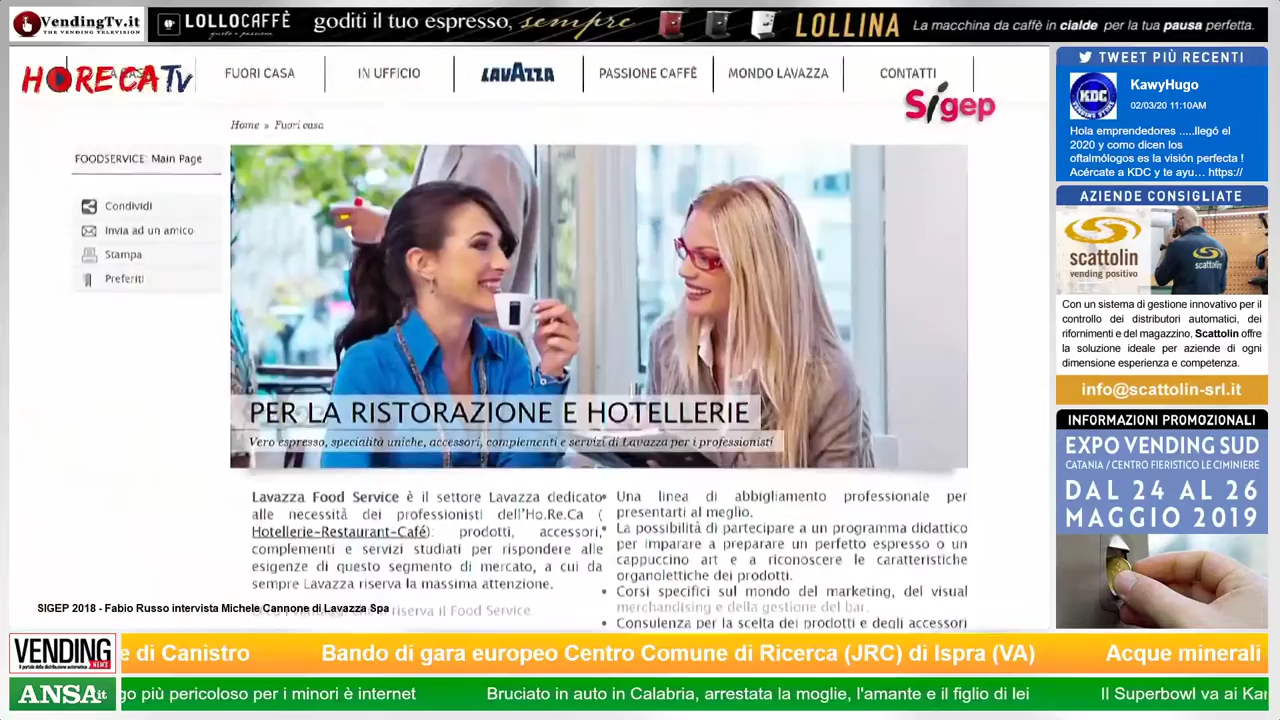 VendingTv.it
THE VENDING TELEVISION
LOLLOCAFFÈ
gusto e passione
goditi il tuo espresso, sempre
LOLLINA
La macchina da caffè in cialde per la tua pausa perfetta.
HORECATv
FUORI CASA
IN UFFICIO
LAVAZZA
PASSIONE CAFFÈ
MONDO LAVAZZA
CONTATTI
Sigep
Home » Fuori casa
FOODSERVICE: Main Page
Condividi
Invia ad un amico
Stampa
Preferiti
PER LA RISTORAZIONE E HOTELLERIE
Vero espresso, specialità uniche, accessori, complementi e servizi di Lavazza per i professionisti
Lavazza Food Service è il settore Lavazza dedicato
alle necessità dei professionisti dell'Ho.Re.Ca (
Hotellerie-Restaurant-Café): prodotti, accessori,
complementi e servizi studiati per rispondere alle
esigenze di questo segmento di mercato, a cui da
sempre Lavazza riserva la massima attenzione.
riserva il Food Service.
Una linea di abbigliamento professionale per
presentarti al meglio.
La possibilità di partecipare a un programma didattico
per imparare a preparare un perfetto espresso o un
cappuccino art e a riconoscere le caratteristiche
organolettiche dei prodotti.
Corsi specifici sul mondo del marketing, del visual
merchandising e della gestione del bar.
Consulenza per la scelta dei prodotti e degli accessori
SIGEP 2018 - Fabio Russo intervista Michele Cannone di Lavazza Spa
TWEET PIÙ RECENTI
KDC
VENDING STORE
KawyHugo
02/03/20 11:10AM
Hola emprendedores .....llegó el
2020 y como dicen los
oftalmólogos es la visión perfecta !
Acércate a KDC y te ayu… https://
AZIENDE CONSIGLIATE
scattolin
vending positivo
scattolin
Con un sistema di gestione innovativo per il
controllo dei distributori automatici, dei
rifornimenti e del magazzino, Scattolin offre
la soluzione ideale per aziende di ogni
dimensione esperienza e competenza.
info@scattolin-srl.it
INFORMAZIONI PROMOZIONALI
EXPO VENDING SUD
CATANIA / CENTRO FIERISTICO LE CIMINIERE
DAL 24 AL 26
MAGGIO 2019
VENDING
Il portale della distribuzione automatica NEWS
e di Canistro Bando di gara europeo Centro Comune di Ricerca (JRC) di Ispra (VA) Acque minerali
ANSA.it
go più pericoloso per i minori è internet Bruciato in auto in Calabria, arrestata la moglie, l'amante e il figlio di lei Il Superbowl va ai Kan